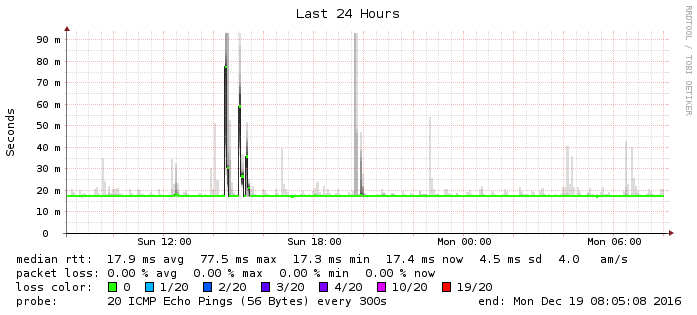 Last 24 Hours
RRDTOOL / TOBI OETIKER
Seconds
90 m
80 m
70 m
60 m
50 m
40 m
30 m
20 m
10 m
0
Sun 12:00 Sun 18:00 Mon 00:00 Mon 06:00
median rtt: 17.9 ms avg 77.5 ms max 17.3 ms min 17.4 ms now 4.5 ms sd 4.0 am/s
packet loss: 0.00 % avg 0.00 % max 0.00 % min 0.00 % now
loss color: 0 1/20 2/20 3/20 4/20 10/20 19/20
probe: 20 ICMP Echo Pings (56 Bytes) every 300s end: Mon Dec 19 08:05:08 2016